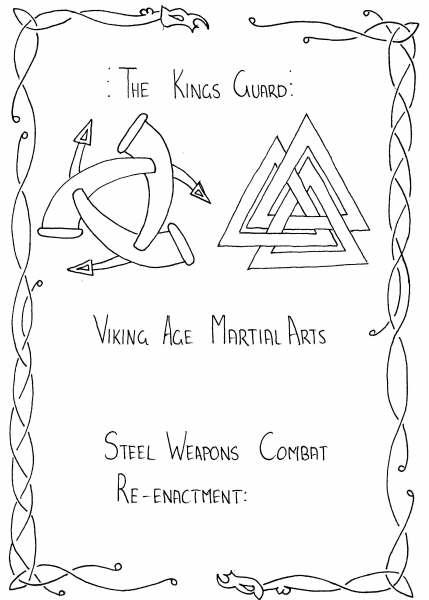 : THE KINGS GUARD:
VIKING AGE MARTIAL ARTS
STEEL WEAPONS COMBAT
RE-ENACTMENT: